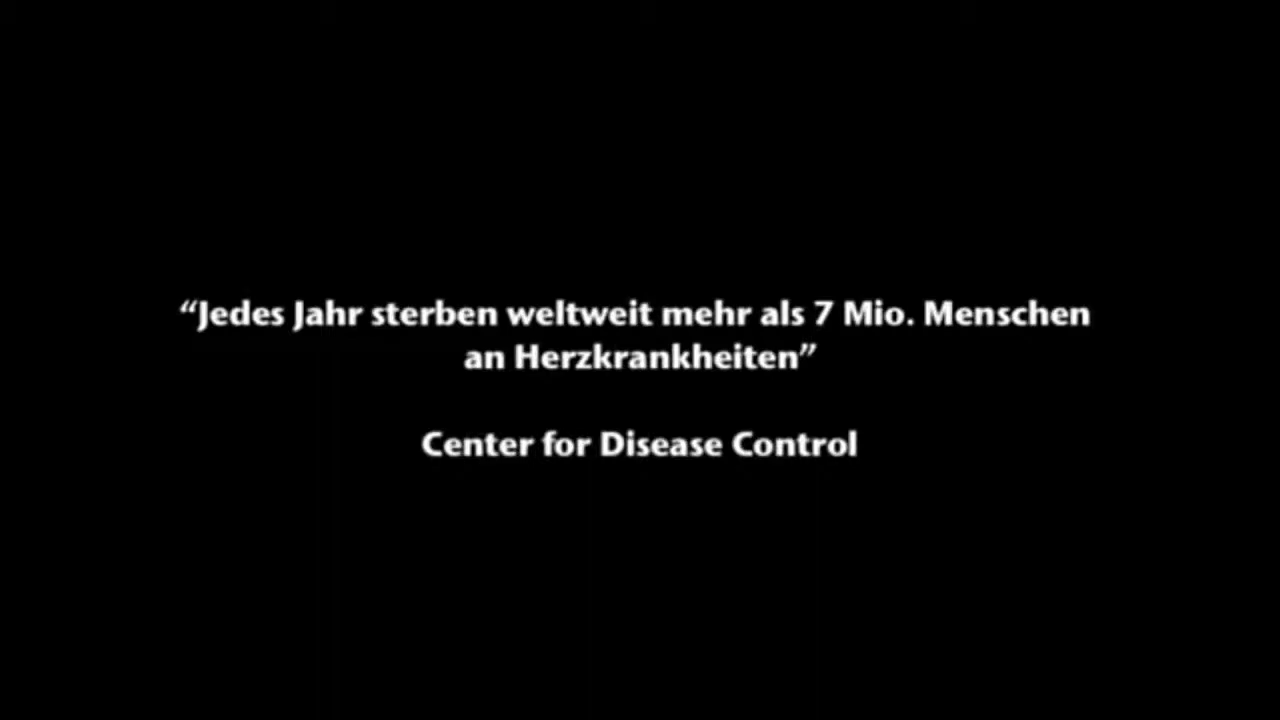 “Jedes Jahr sterben weltweit mehr als 7 Mio. Menschen
an Herzkrankheiten”
Center for Disease Control